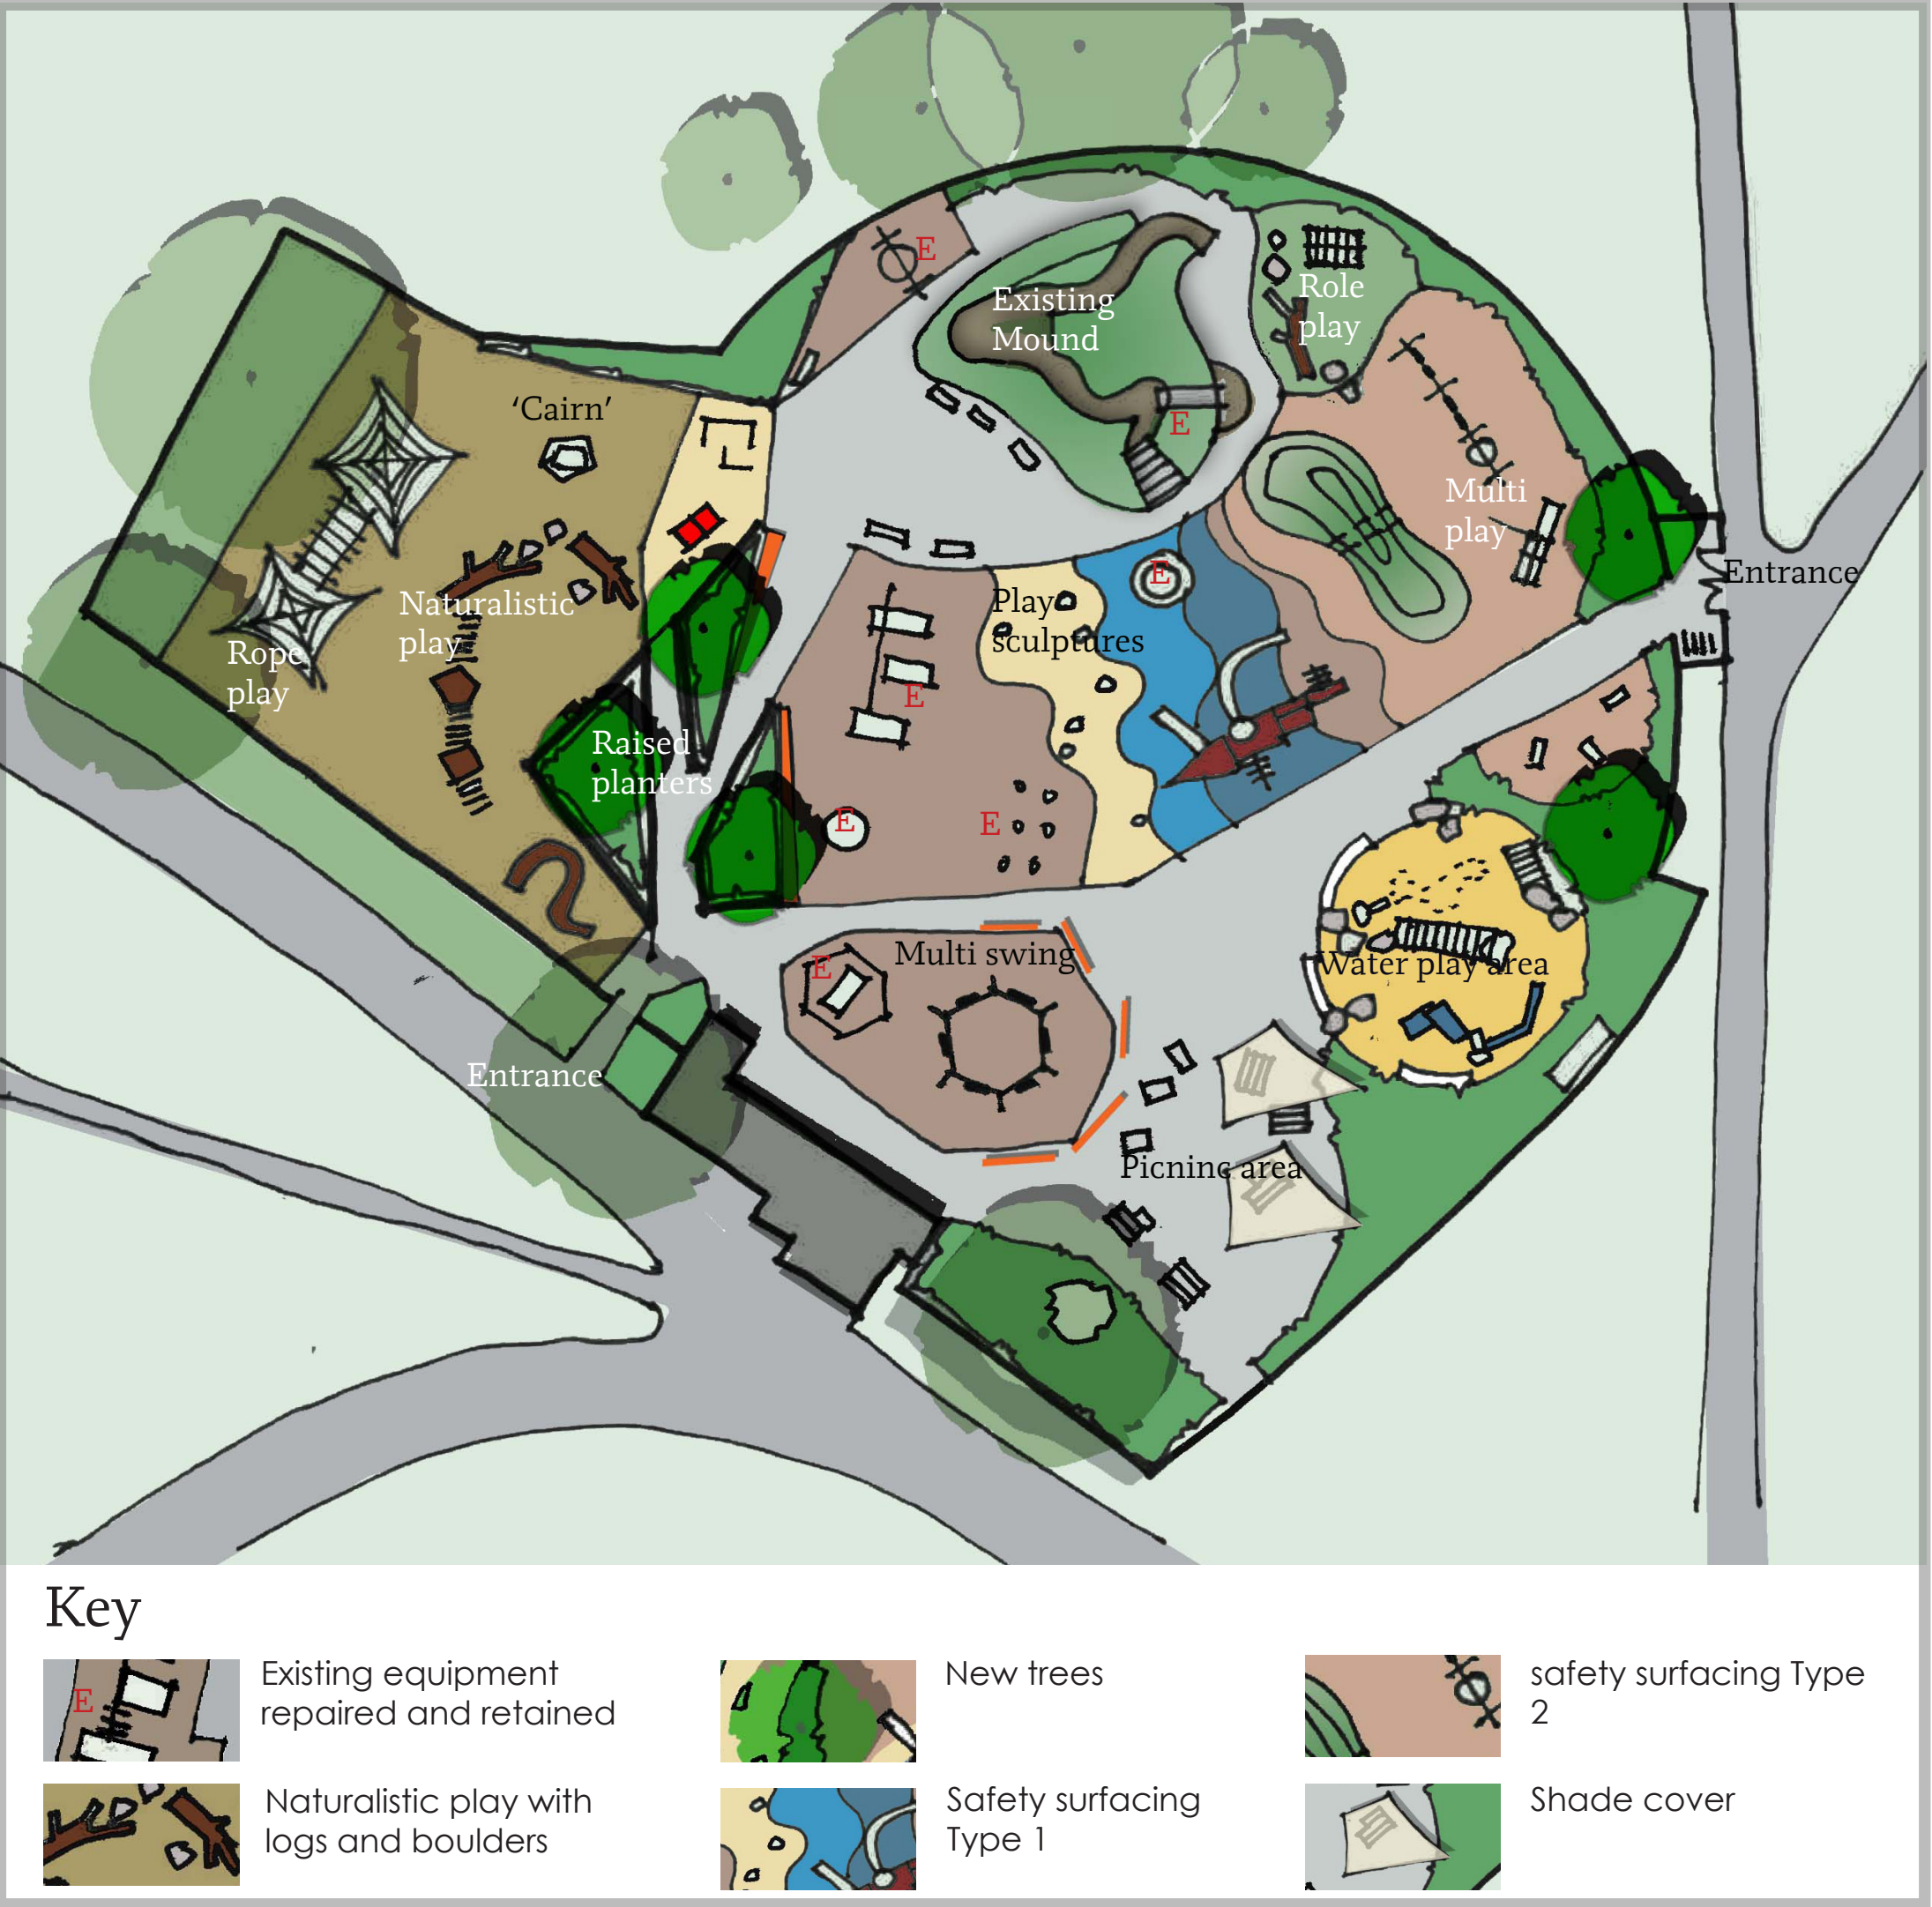 E
Existing
Mound
Role
play
E
'Cairn'
Multi
play
Entrance
E
Play
sculptures
Naturalistic
play
Rope
play
E
Raised
planters
E
E
Multi swing
E
Water play area
Entrance
Picninc area
Key
E
Existing equipment
repaired and retained
New trees
safety surfacing Type
2
Naturalistic play with
logs and boulders
Safety surfacing
Type 1
Shade cover